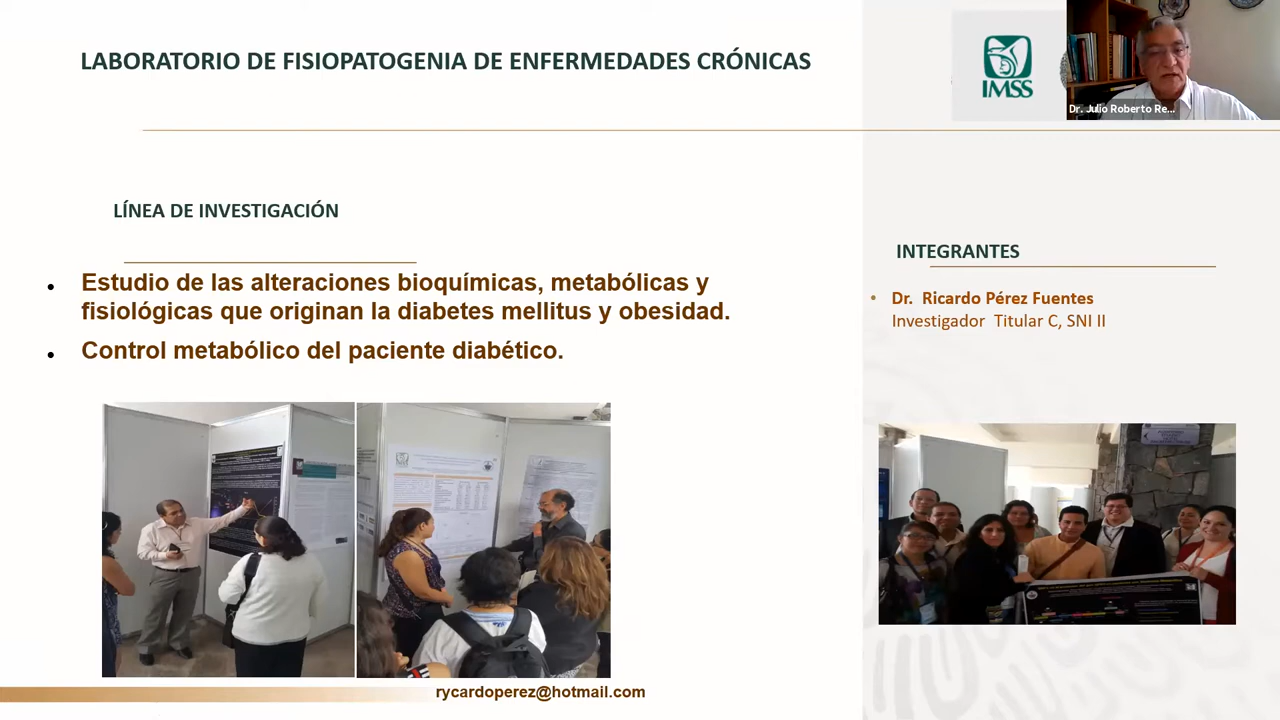 LABORATORIO DE FISIOPATOGENIA DE ENFERMEDADES CRÓNICAS
IMSS
Dr. Julio Roberto Re...
LÍNEA DE INVESTIGACIÓN
• Estudio de las alteraciones bioquímicas, metabólicas y
fisiológicas que originan la diabetes mellitus y obesidad.
• Control metabólico del paciente diabético.
INTEGRANTES
• Dr. Ricardo Pérez Fuentes
Investigador Titular C, SNI II
IMSS
rycardoperez@hotmail.com